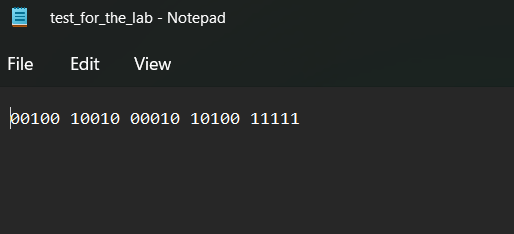 test_for_the_lab - Notepad
File Edit View
00100 10010 00010 10100 11111